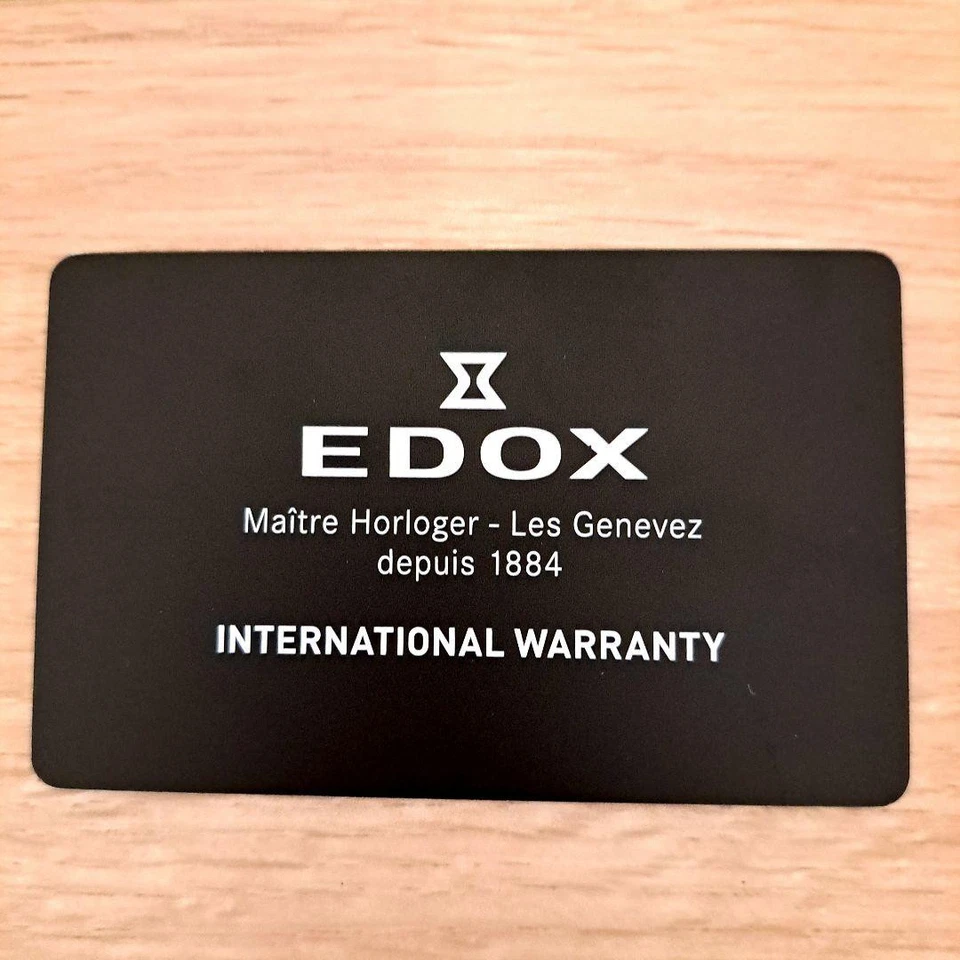 EDOX
Maître Horloger - Les Genevez
depuis 1884
INTERNATIONAL WARRANTY